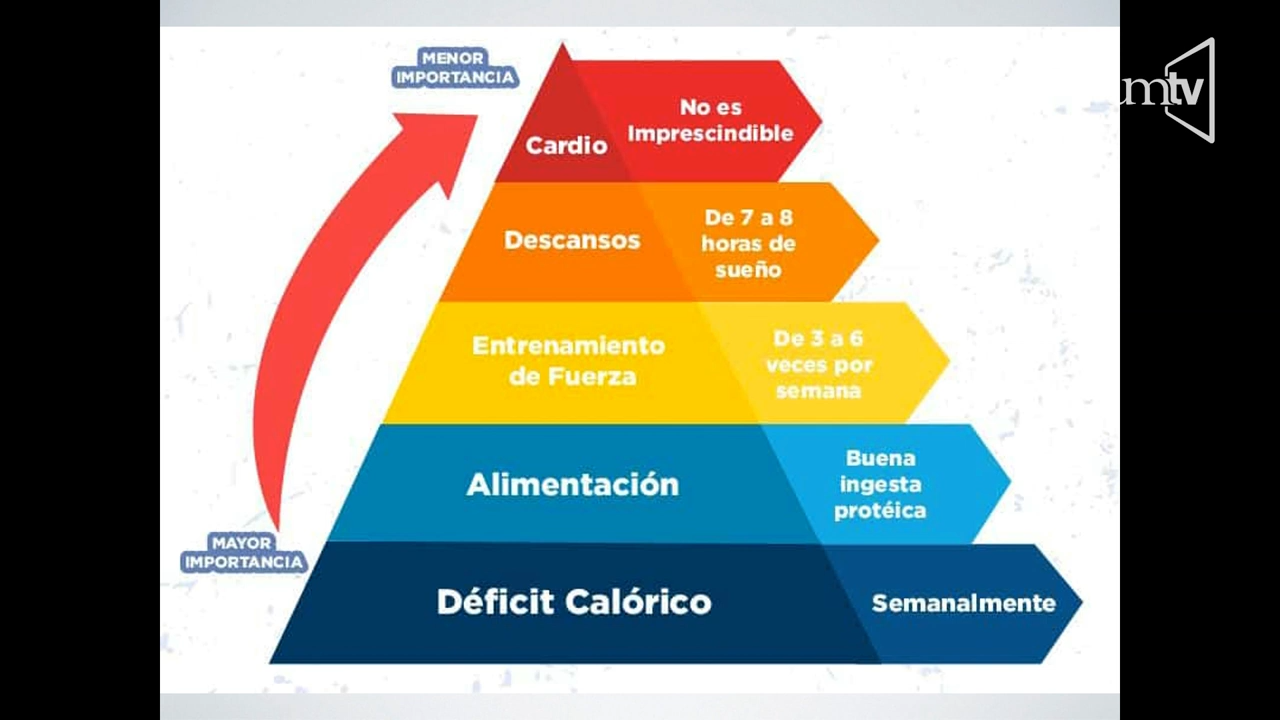 MENOR
IMPORTANCIA
Cardio
No es
Imprescindible
Descansos
De 7 a 8
horas de
sueño
Entrenamiento
de Fuerza
De 3 a 6
veces por
semana
Alimentación
Buena
ingesta
protéica
MAYOR
IMPORTANCIA
Déficit Calórico
Semanalmente
umtv